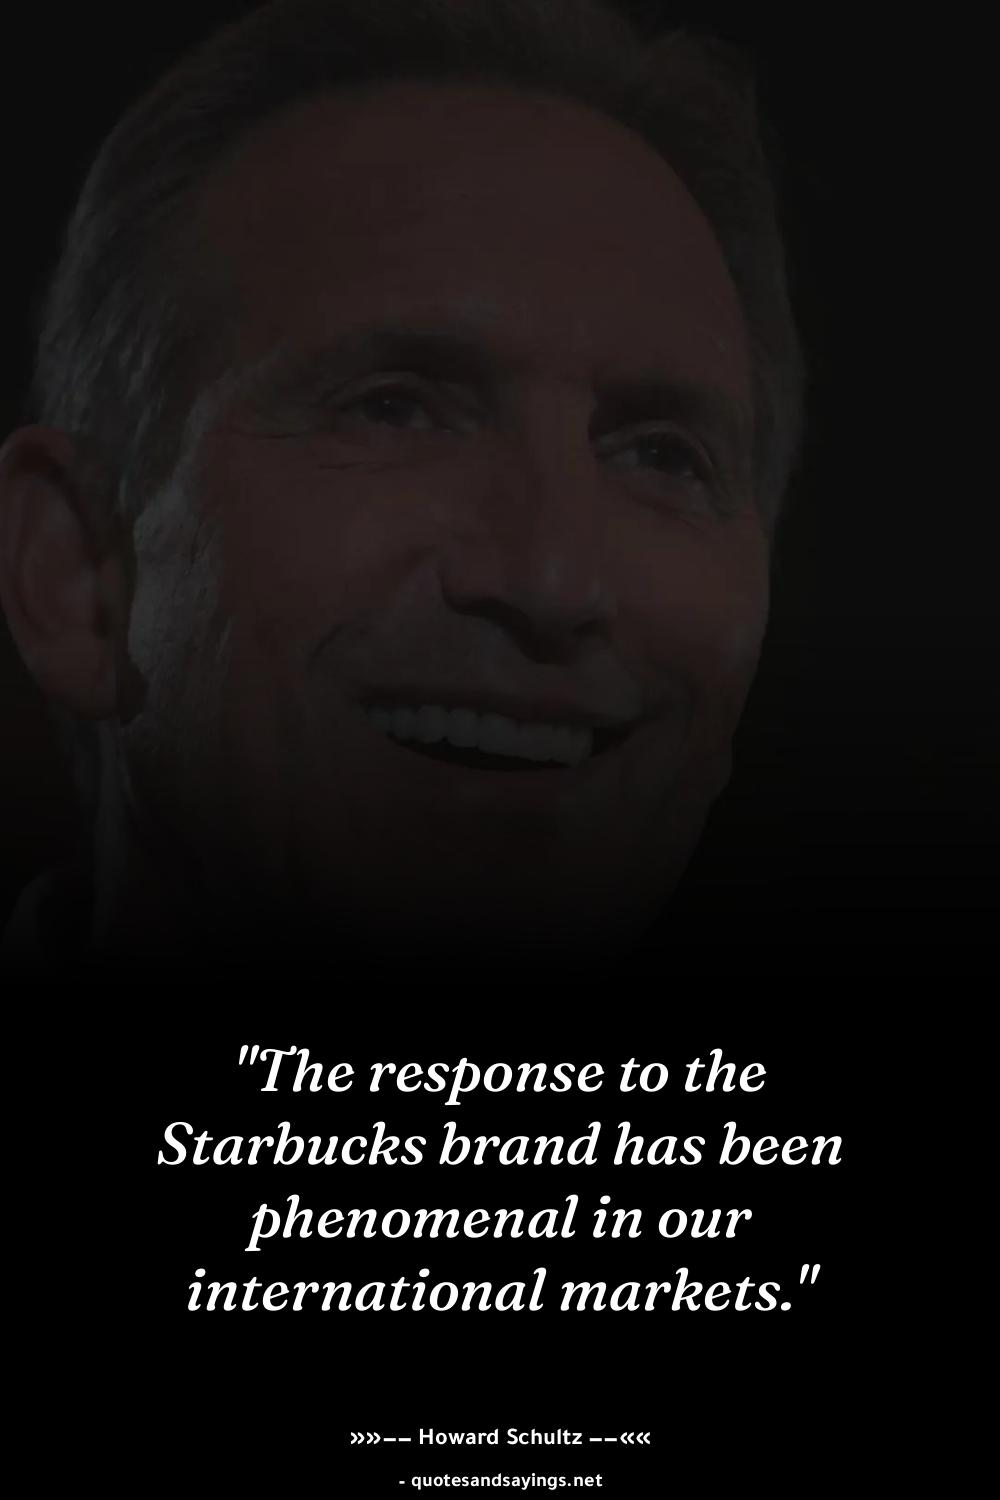 "The response to the
Starbucks brand has been
phenomenal in our
international markets."
»»–– Howard Schultz ––««
- quotesandsayings.net